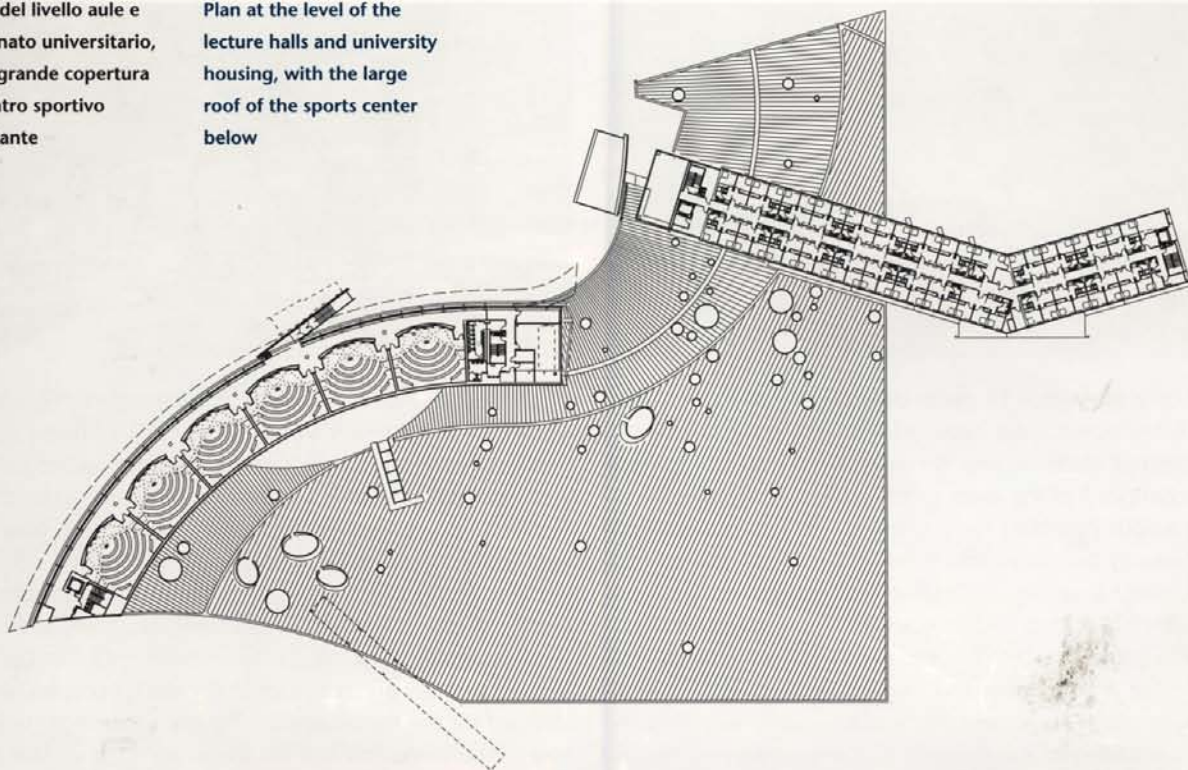 del livello aule e
nato universitario,
grande copertura
tro sportivo
ante
Plan at the level of the
lecture halls and university
housing, with the large
roof of the sports center
below